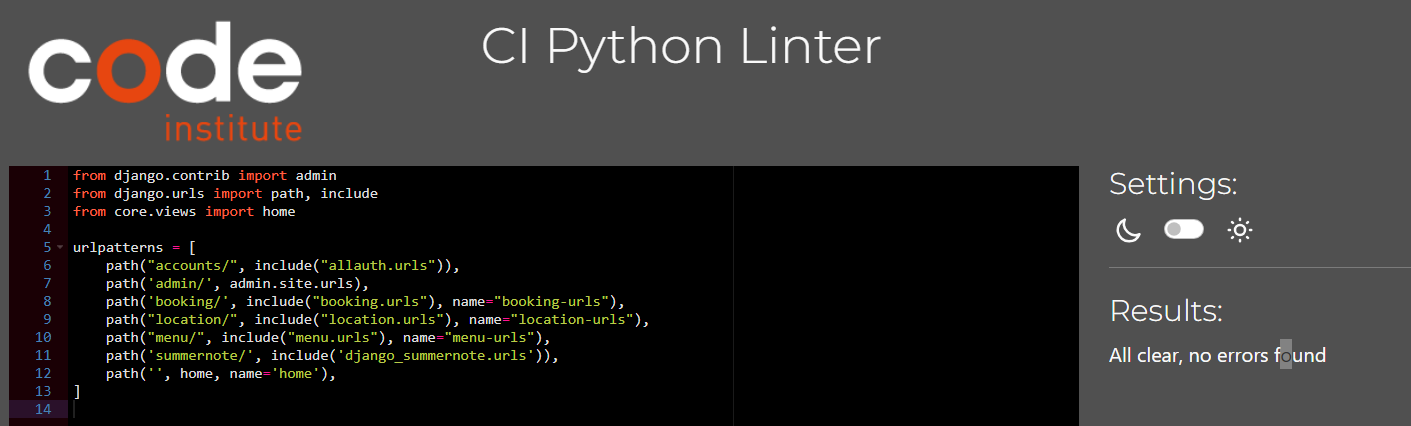 code
institute
CI Python Linter
1 from django.contrib import admin
2 from django.urls import path, include
3 from core.views import home
4
5 urlpatterns = [
6     path("accounts/", include("allauth.urls")),
7     path('admin/', admin.site.urls),
8     path('booking/', include("booking.urls"), name="booking-urls"),
9     path("location/", include("location.urls"), name="location-urls"),
10     path("menu/", include("menu.urls"), name="menu-urls"),
11     path('summernote/', include('django_summernote.urls')),
12     path('', home, name='home'),
13 ]
14
Settings:
Results:
All clear, no errors found